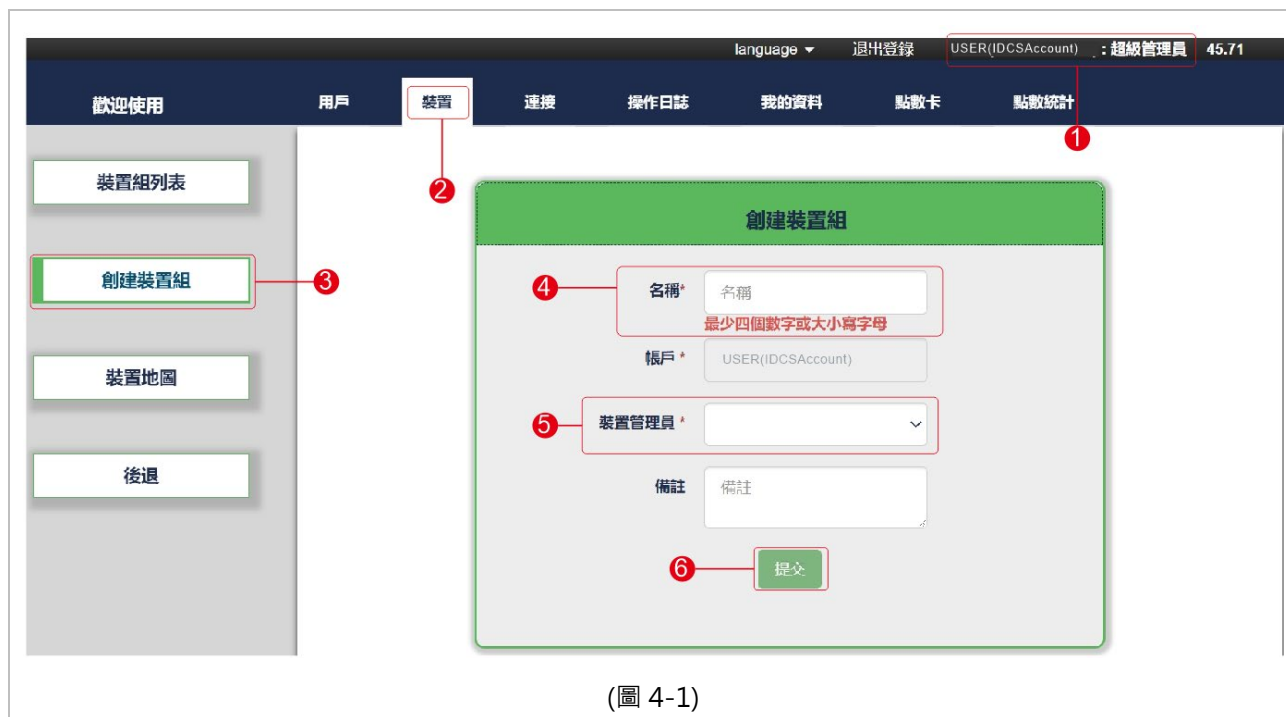 language 退出登錄 USER(IDCSAccount) : 超級管理員 45.71
歡迎使用 用戶 裝置 連接 操作日誌 我的資料 點數卡 點數統計
1
2
裝置組列表
創建裝置組
3
創建裝置組
4 名稱* 名稱
最少四個數字或大小寫字母
帳戶 * USER(IDCSAccount)
裝置地圖
5 裝置管理員 *
後退
備註 備註
6 提交
(圖 4-1)